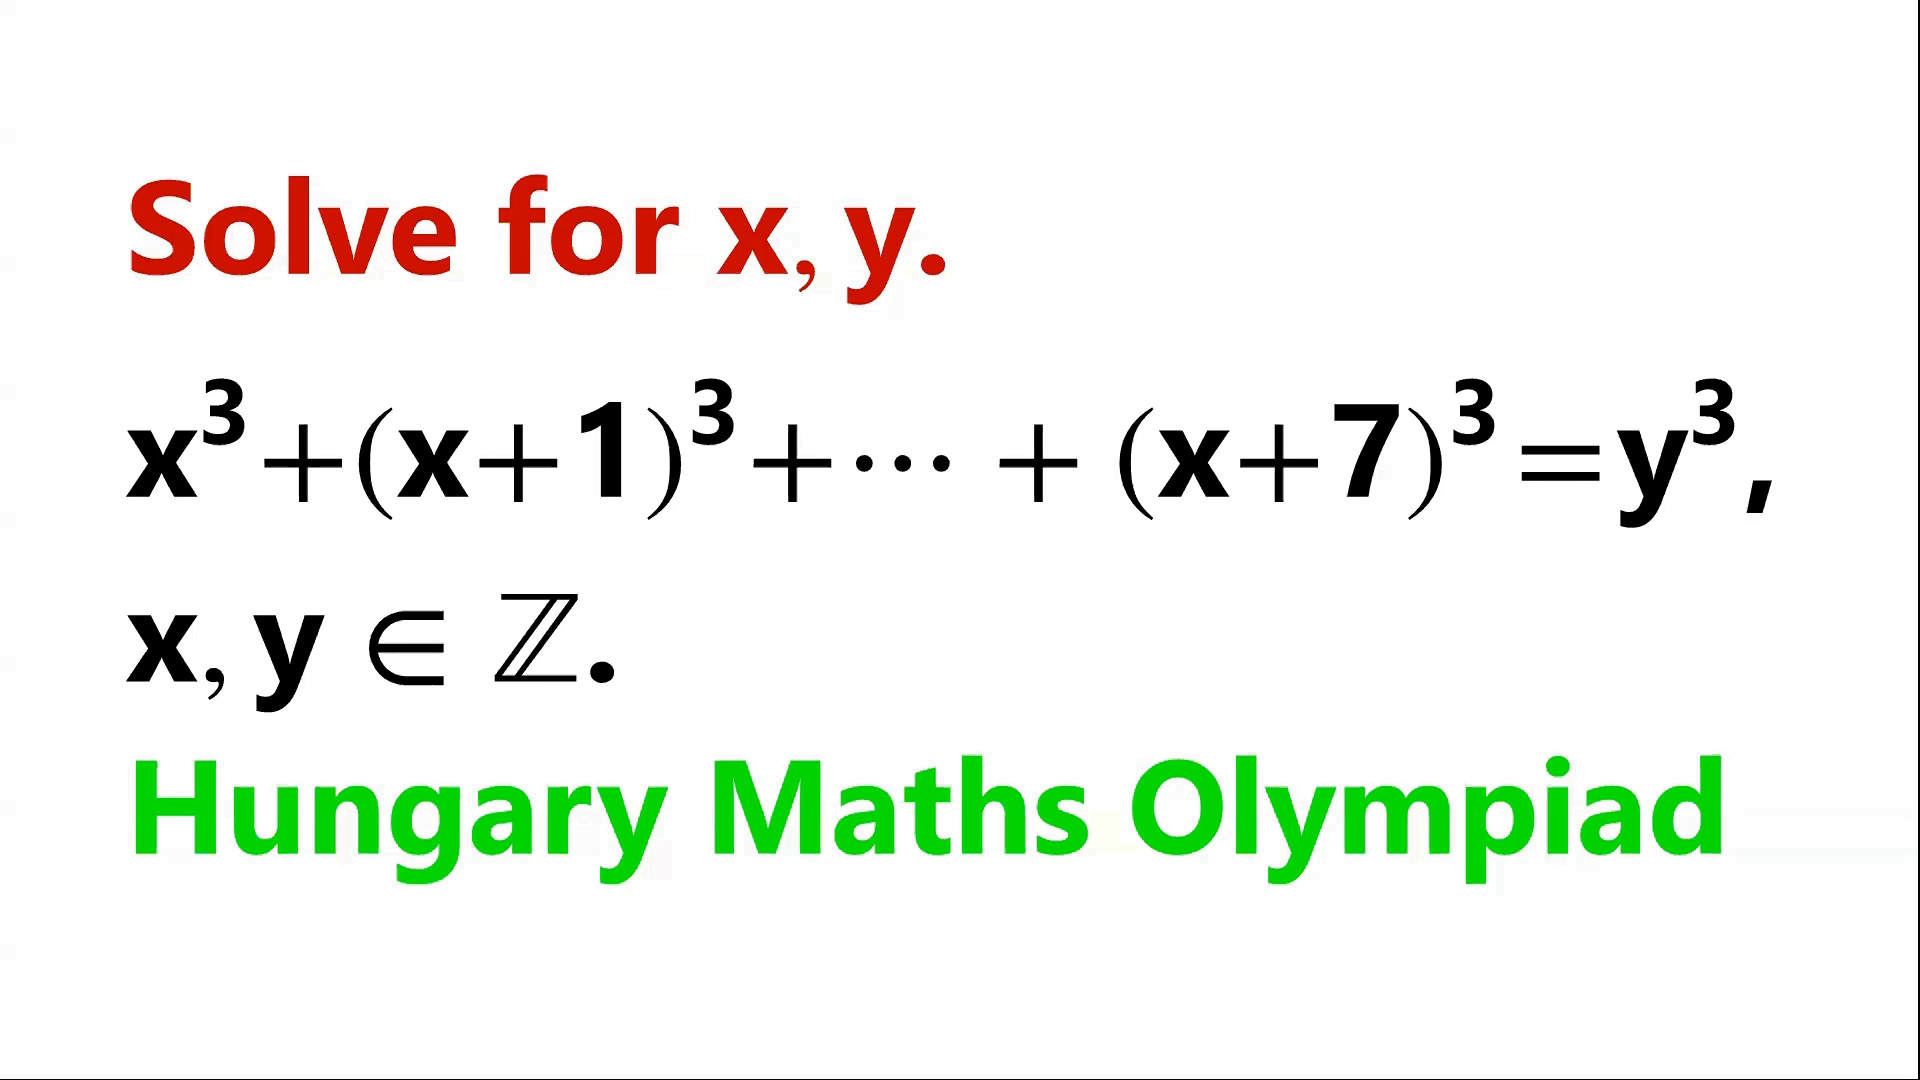 Solve for x, y.
x³+(x+1)³+⋯ + (x+7)³=y³,
x, y ∈ ℤ.
Hungary Maths Olympiad